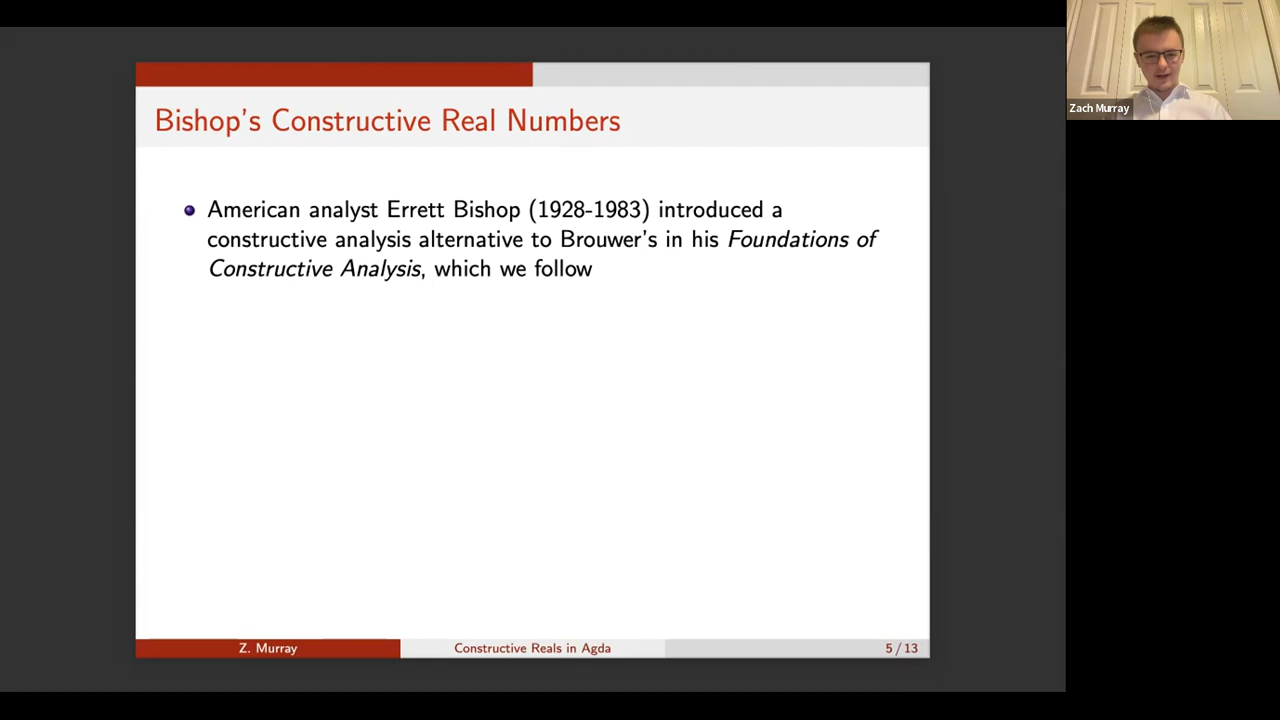 Bishop's Constructive Real Numbers
American analyst Errett Bishop (1928-1983) introduced a
constructive analysis alternative to Brouwer's in his Foundations of
Constructive Analysis, which we follow
Z. Murray
Constructive Reals in Agda
5 / 13
Zach Murray